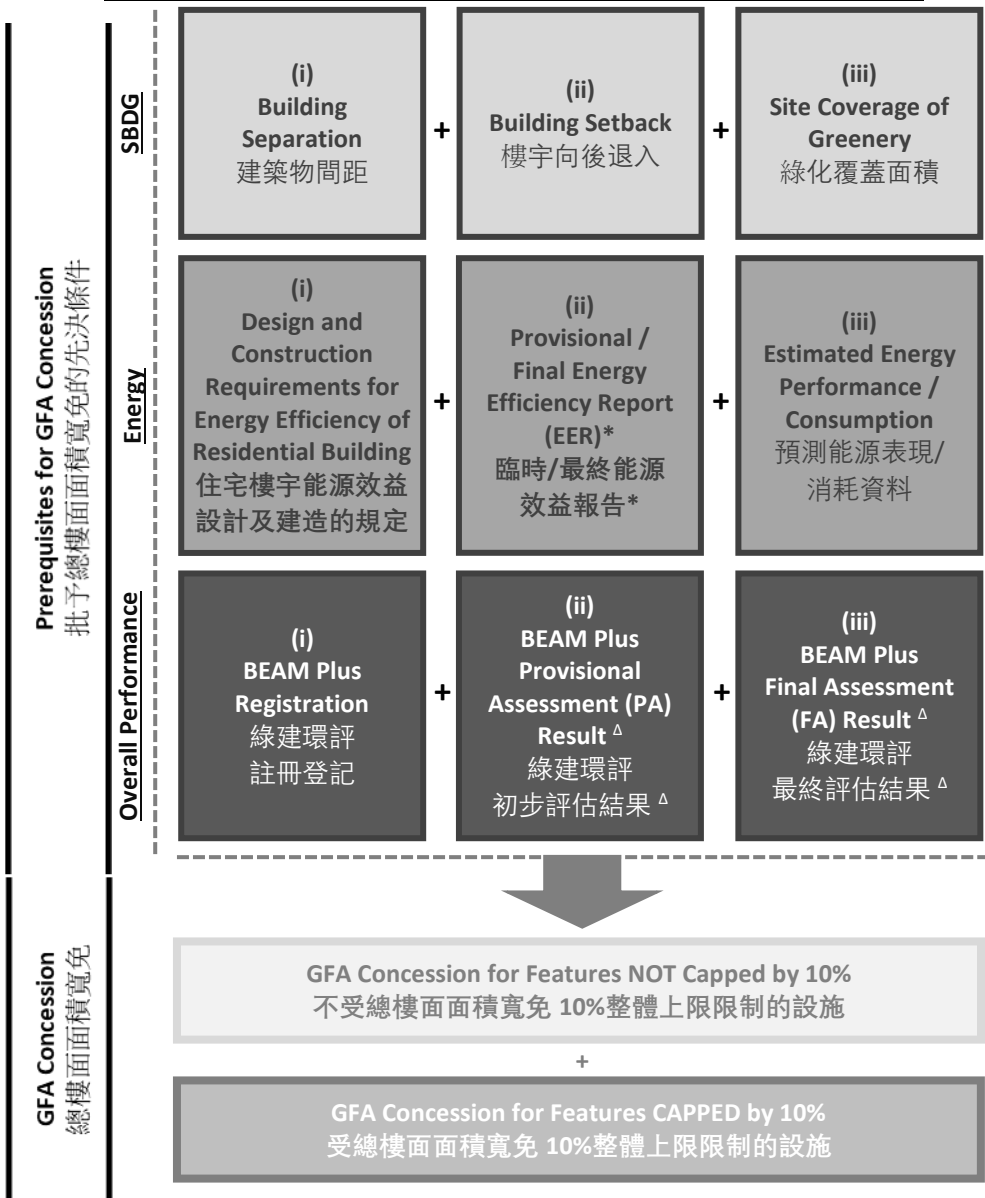 Prerequisites for GFA Concession
批予總樓面面積寬免的先決條件
SBDG
(i)
Building
Separation
建築物間距
+
(ii)
Building Setback
樓宇向後退入
+
(iii)
Site Coverage of
Greenery
綠化覆蓋面積
Energy
(i)
Design and
Construction
Requirements for
Energy Efficiency of
Residential Building
住宅樓宇能源效益
設計及建造的規定
+
(ii)
Provisional /
Final Energy
Efficiency Report
(EER)*
臨時/最終能源
效益報告*
+
(iii)
Estimated Energy
Performance /
Consumption
預測能源表現/
消耗資料
Overall Performance
(i)
BEAM Plus
Registration
綠建環評
註冊登記
+
(ii)
BEAM Plus
Provisional
Assessment (PA)
Result Δ
綠建環評
初步評估結果 Δ
+
(iii)
BEAM Plus
Final Assessment
(FA) Result Δ
綠建環評
最終評估結果 Δ
GFA Concession
總樓面面積寬免
GFA Concession for Features NOT Capped by 10%
不受總樓面面積寬免 10%整體上限限制的設施
+
GFA Concession for Features CAPPED by 10%
受總樓面面積寬免 10%整體上限限制的設施